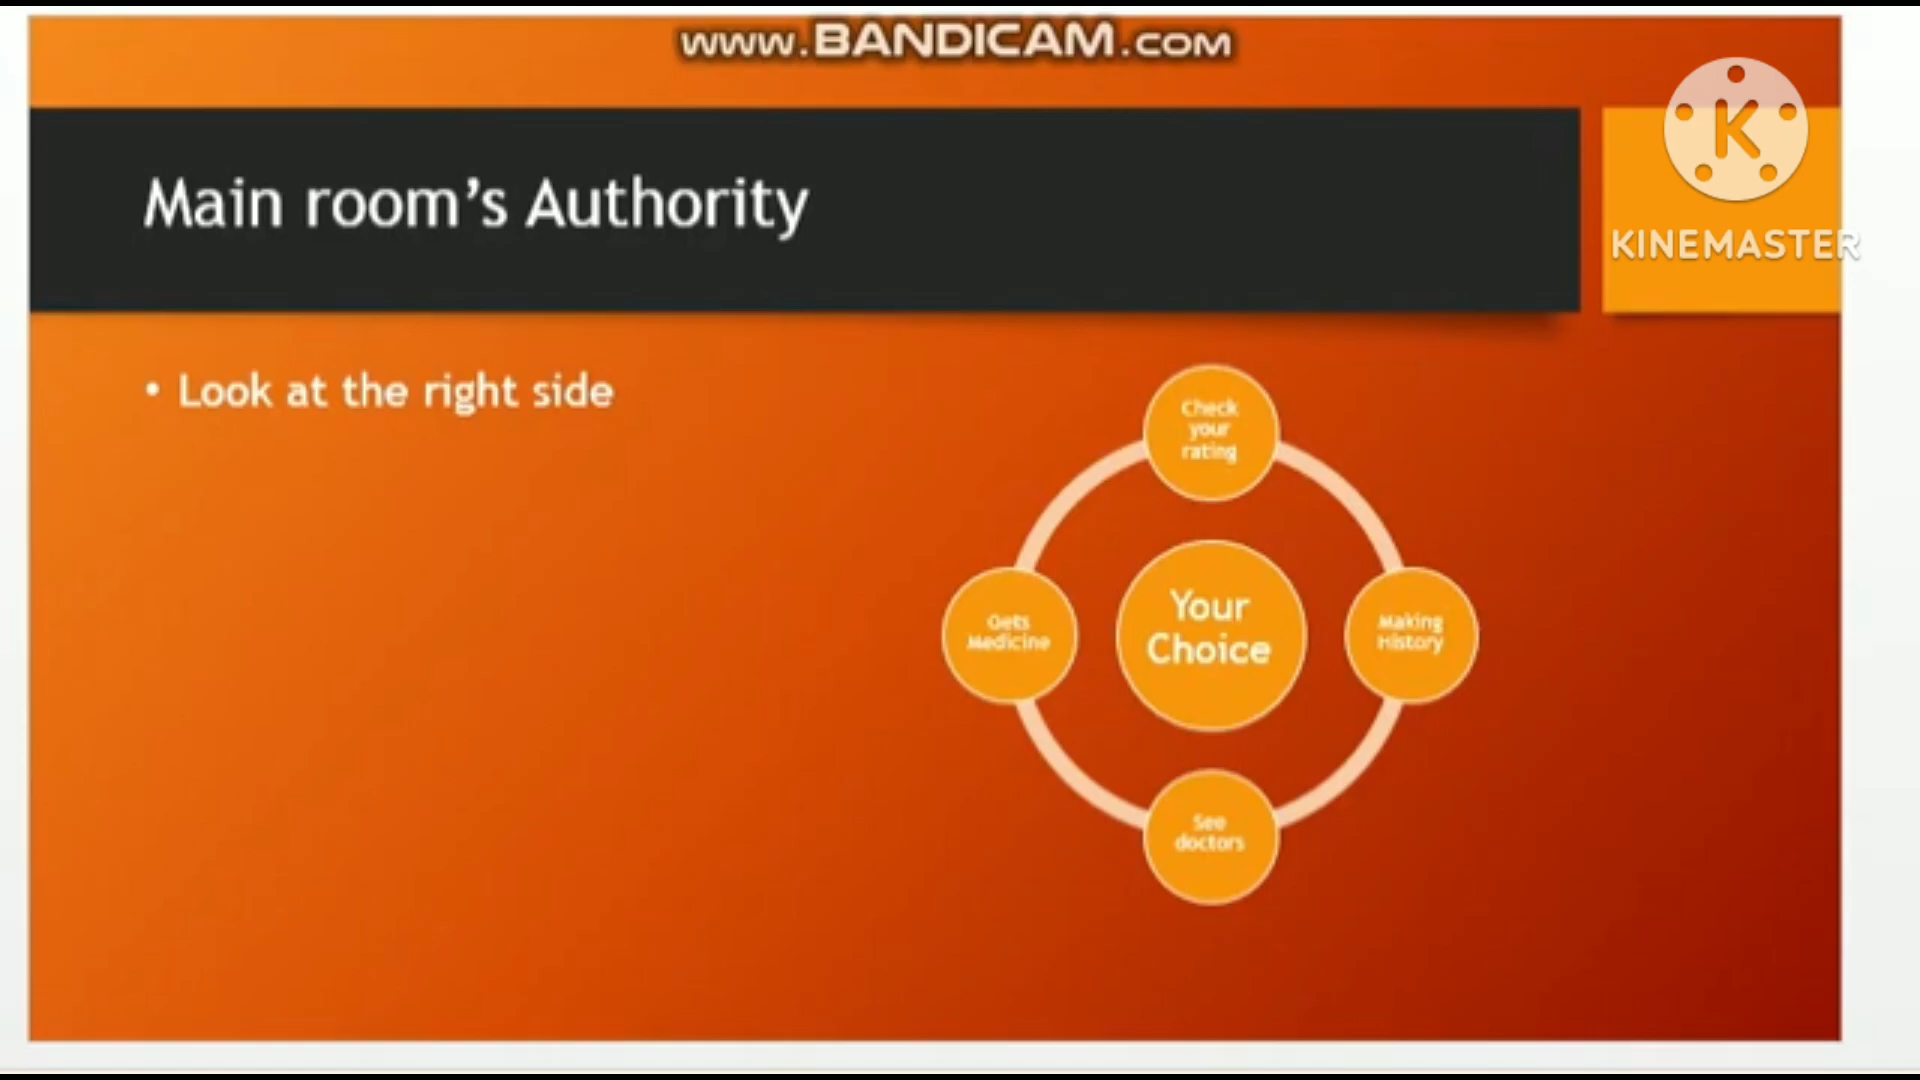 www.BANDICAM.com
K
KINEMASTER
Main room's Authority
• Look at the right side
Check
your
rating
Gets
Medicine
Your
Choice
Making
History
See
doctors